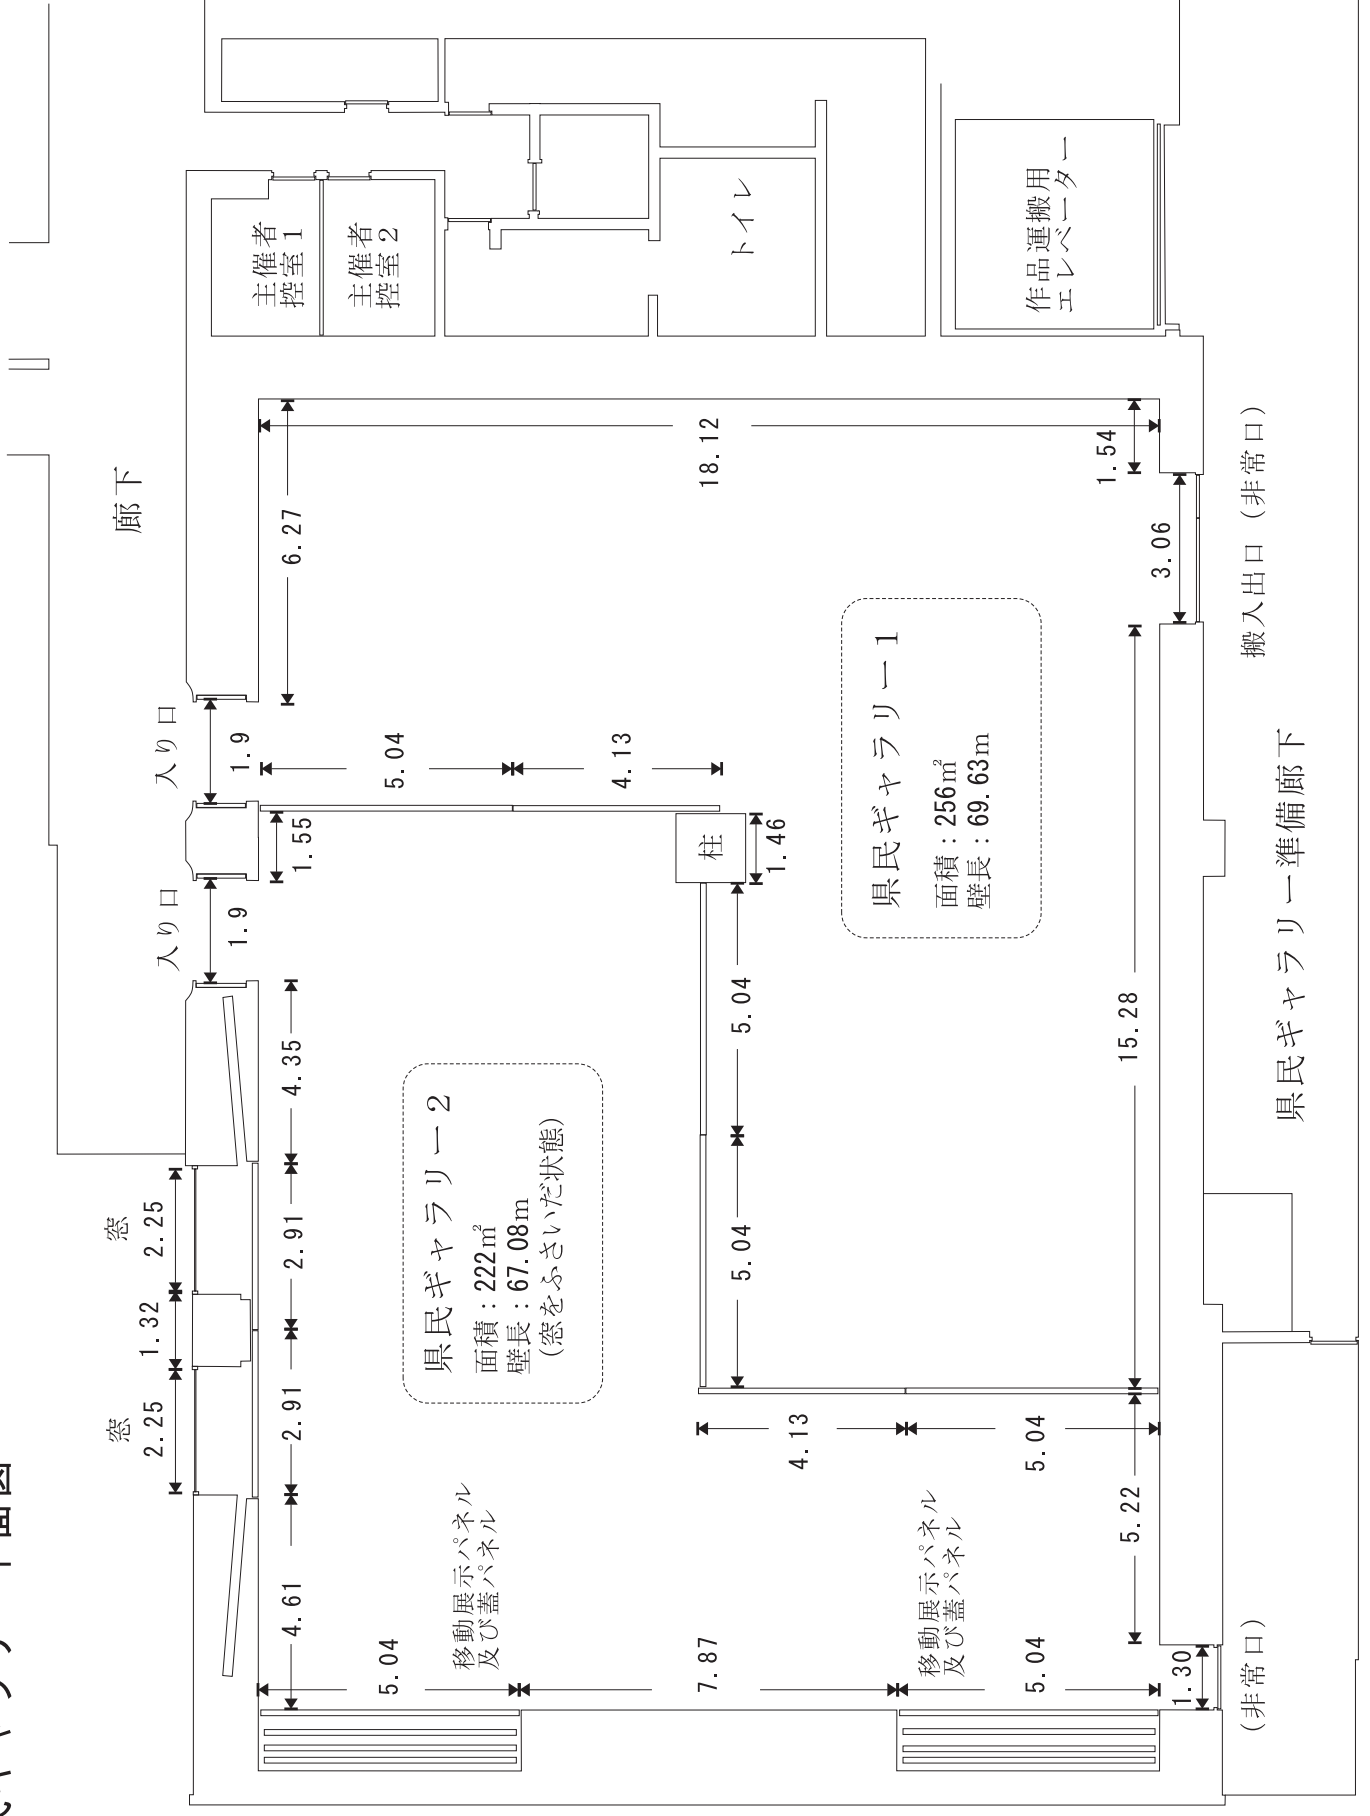 廊下
入り口
入り口
窓
窓
2.25
1.32
2.25
1.9
1.9
1.55
6.27
4.35
2.91
2.91
4.61
主催者
控室1
主催者
控室2
トイレ
作品運搬用
エレベーター
5.04
4.13
18.12
1.54
3.06
柱
1.46
県民ギャラリー1
面積：256㎡
壁長：69.63m
県民ギャラリー2
面積：222㎡
壁長：67.08m
(窓をふさいだ状態)
5.04
5.04
15.28
4.13
5.04
5.22
移動展示パネル
及び蓋パネル
移動展示パネル
及び蓋パネル
5.04
7.87
5.04
1.30
(非常口)
搬入出口（非常口）
県民ギャラリー準備廊下